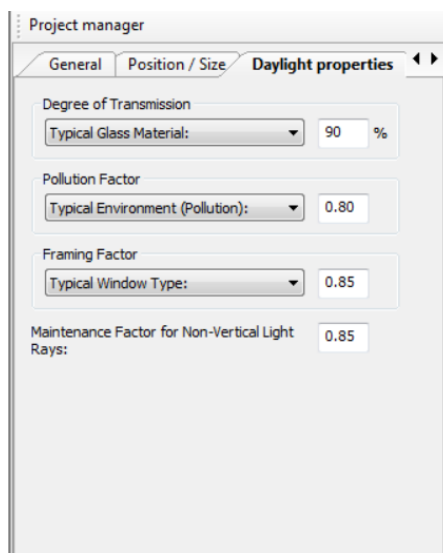 Project manager
General Position / Size Daylight properties
Degree of Transmission
Typical Glass Material: 90 %
Pollution Factor
Typical Environment (Pollution): 0.80
Framing Factor
Typical Window Type: 0.85
Maintenance Factor for Non-Vertical Light 0.85
Rays: